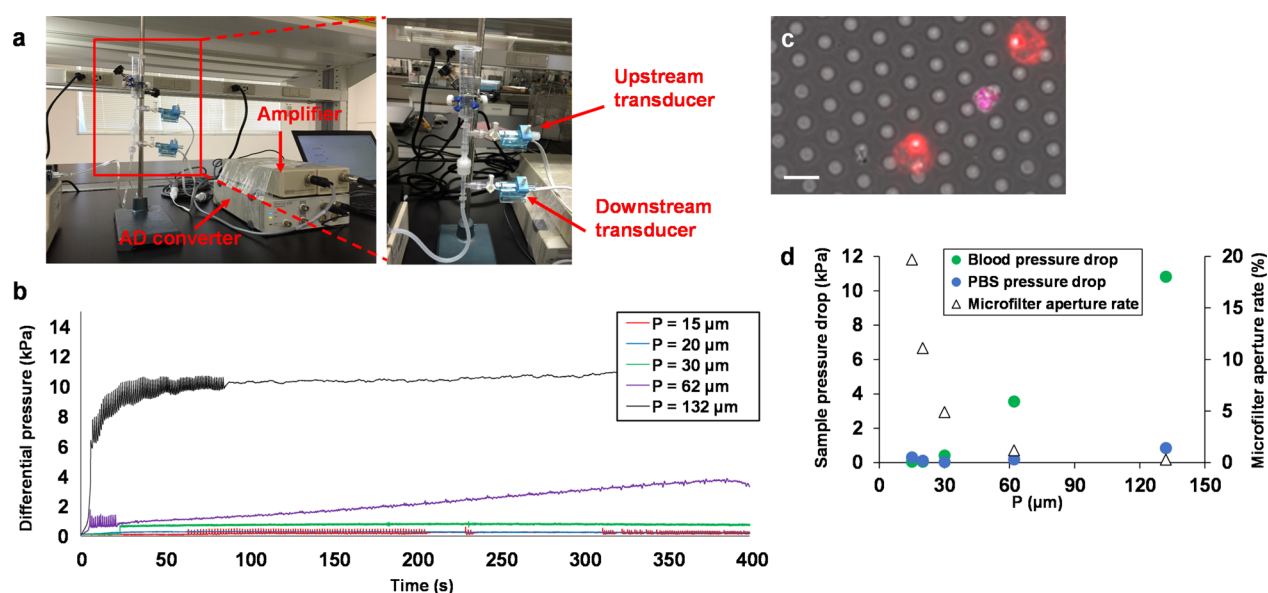 a
Amplifier
AD converter
Upstream
transducer
Downstream
transducer
c
b
Differential pressure (kPa)
14
12
10
8
6
4
2
0
P = 15 µm
P = 20 µm
P = 30 µm
P = 62 µm
P = 132 µm
0
50
100
150
200
250
300
350
400
Time (s)
d
Sample pressure drop (kPa)
12
10
8
6
4
2
0
Blood pressure drop
PBS pressure drop
Microfilter aperture rate
20
15
10
5
0
Microfilter aperture rate (%)
0
30
60
90
120
150
P (µm)